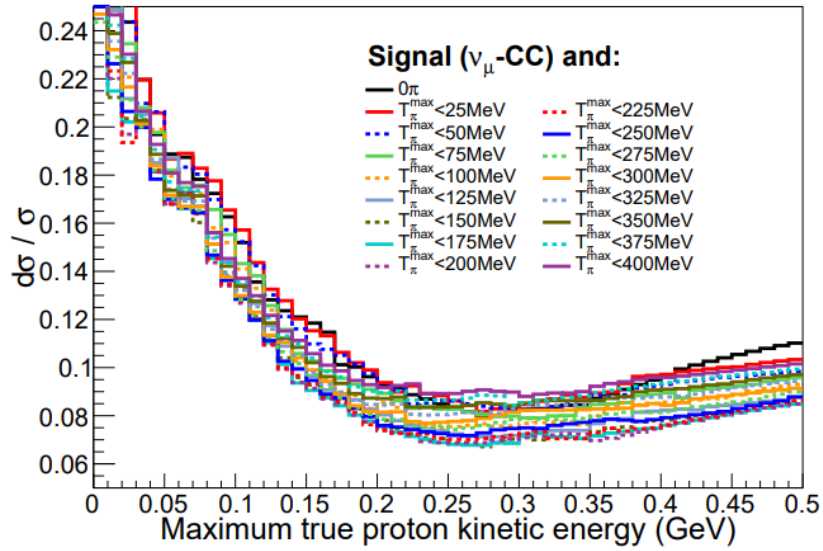 Signal (νμ-CC) and:
0π
Tπmax<25MeV
Tπmax<50MeV
Tπmax<75MeV
Tπmax<100MeV
Tπmax<125MeV
Tπmax<150MeV
Tπmax<175MeV
Tπmax<200MeV
Tπmax<225MeV
Tπmax<250MeV
Tπmax<275MeV
Tπmax<300MeV
Tπmax<325MeV
Tπmax<350MeV
Tπmax<375MeV
Tπmax<400MeV
dσ / σ
0.24
0.22
0.2
0.18
0.16
0.14
0.12
0.1
0.08
0.06
0 0.05 0.1 0.15 0.2 0.25 0.3 0.35 0.4 0.45 0.5
Maximum true proton kinetic energy (GeV)